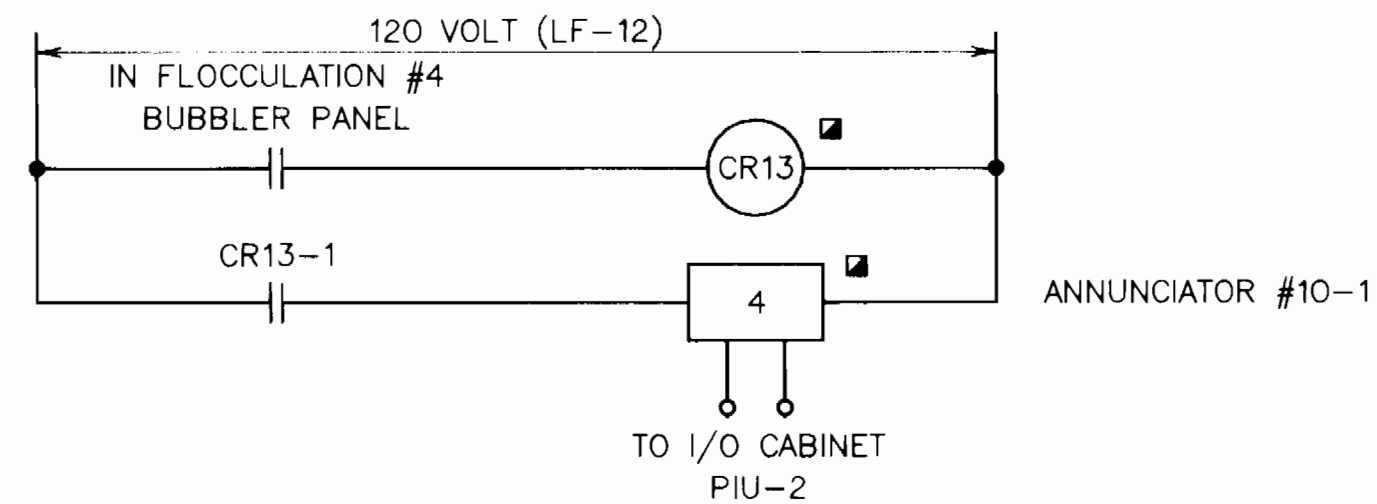 120 VOLT (LF-12)
IN FLOCCULATION #4
BUBBLER PANEL
CR13
CR13-1
4
ANNUNCIATOR #10-1
TO I/O CABINET
PIU-2